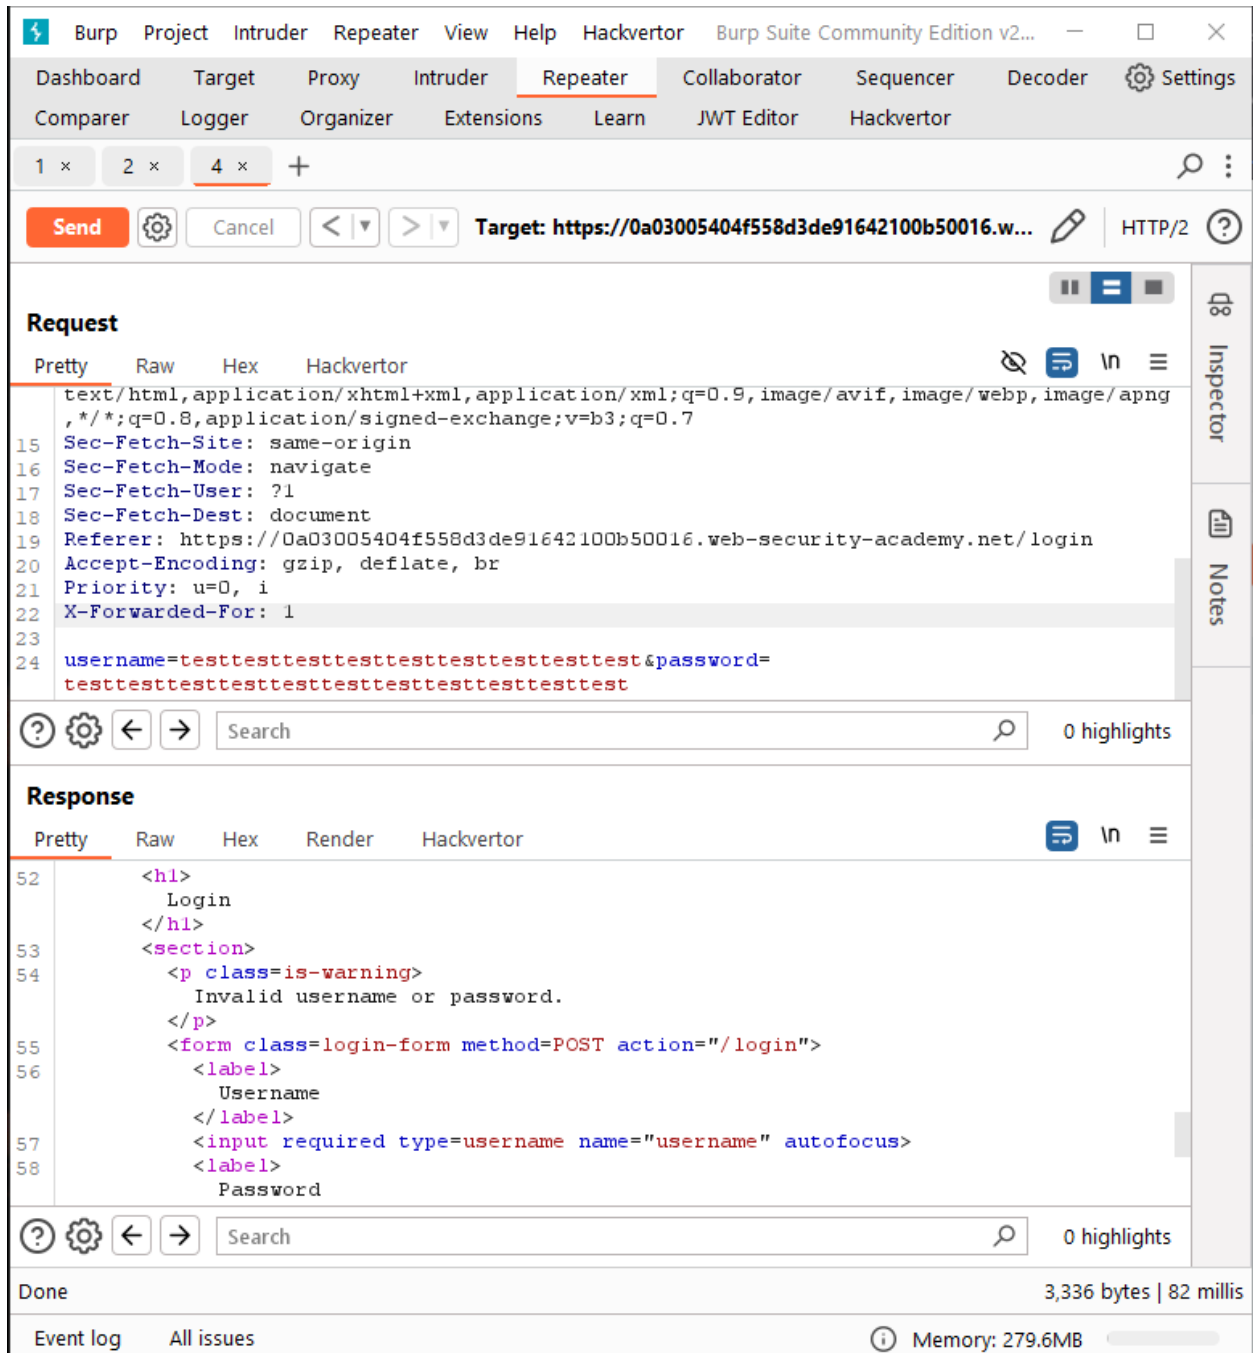 Burp Project Intruder Repeater View Help Hackvertor Burp Suite Community Edition v2...
Dashboard Target Proxy Intruder Repeater Collaborator Sequencer Decoder Settings
Comparer Logger Organizer Extensions Learn JWT Editor Hackvertor
1 × 2 × 4 × +
Send Cancel < > Target: https://0a03005404f558d3de91642100b50016.w... HTTP/2 ?
Request
Pretty Raw Hex Hackvertor \n
text/html,application/xhtml+xml,application/xml;q=0.9,image/avif,image/webp,image/apng
,*/*;q=0.8,application/signed-exchange;v=b3;q=0.7
15 Sec-Fetch-Site: same-origin
16 Sec-Fetch-Mode: navigate
17 Sec-Fetch-User: ?1
18 Sec-Fetch-Dest: document
19 Referer: https://0a03005404f558d3de91642100b50016.web-security-academy.net/login
20 Accept-Encoding: gzip, deflate, br
21 Priority: u=0, i
22 X-Forwarded-For: 1
23
24 username=testtesttesttesttesttesttesttesttesttest&password=
testtesttesttesttesttesttesttesttesttesttest
Inspector
Notes
? Search 0 highlights
Response
Pretty Raw Hex Render Hackvertor \n
52 <h1>
Login
</h1>
53 <section>
54 <p class=is-warning>
Invalid username or password.
</p>
55 <form class=login-form method=POST action="/login">
56 <label>
Username
</label>
57 <input required type=username name="username" autofocus>
58 <label>
Password
? Search 0 highlights
Done 3,336 bytes | 82 millis
Event log All issues Memory: 279.6MB